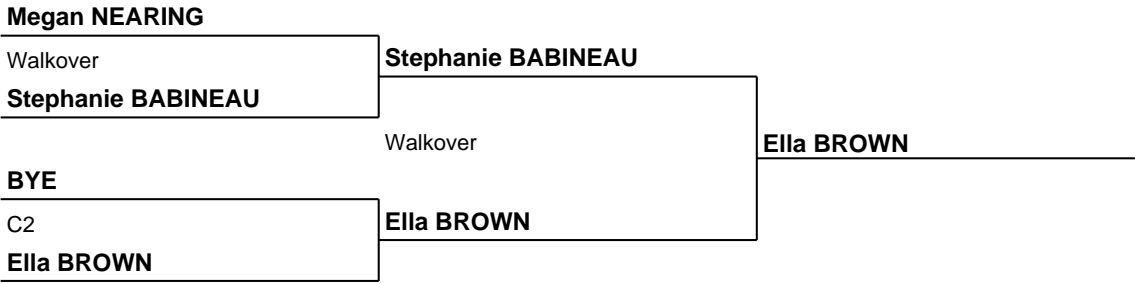 Megan NEARING
Walkover
Stephanie BABINEAU
Stephanie BABINEAU
Walkover
Ella BROWN
BYE
C2
Ella BROWN
Ella BROWN